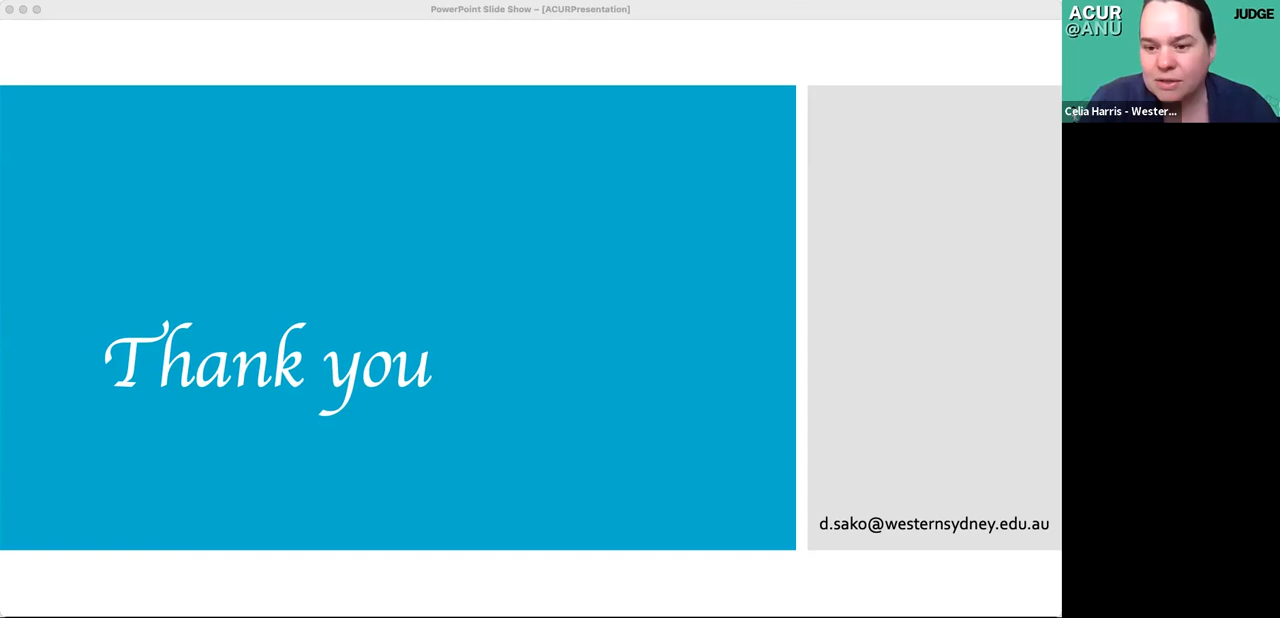 PowerPoint Slide Show – [ACURPresentation]
ACUR
@ANU
JUDGE
Celia Harris - Wester...
Thank you
d.sako@westernsydney.edu.au